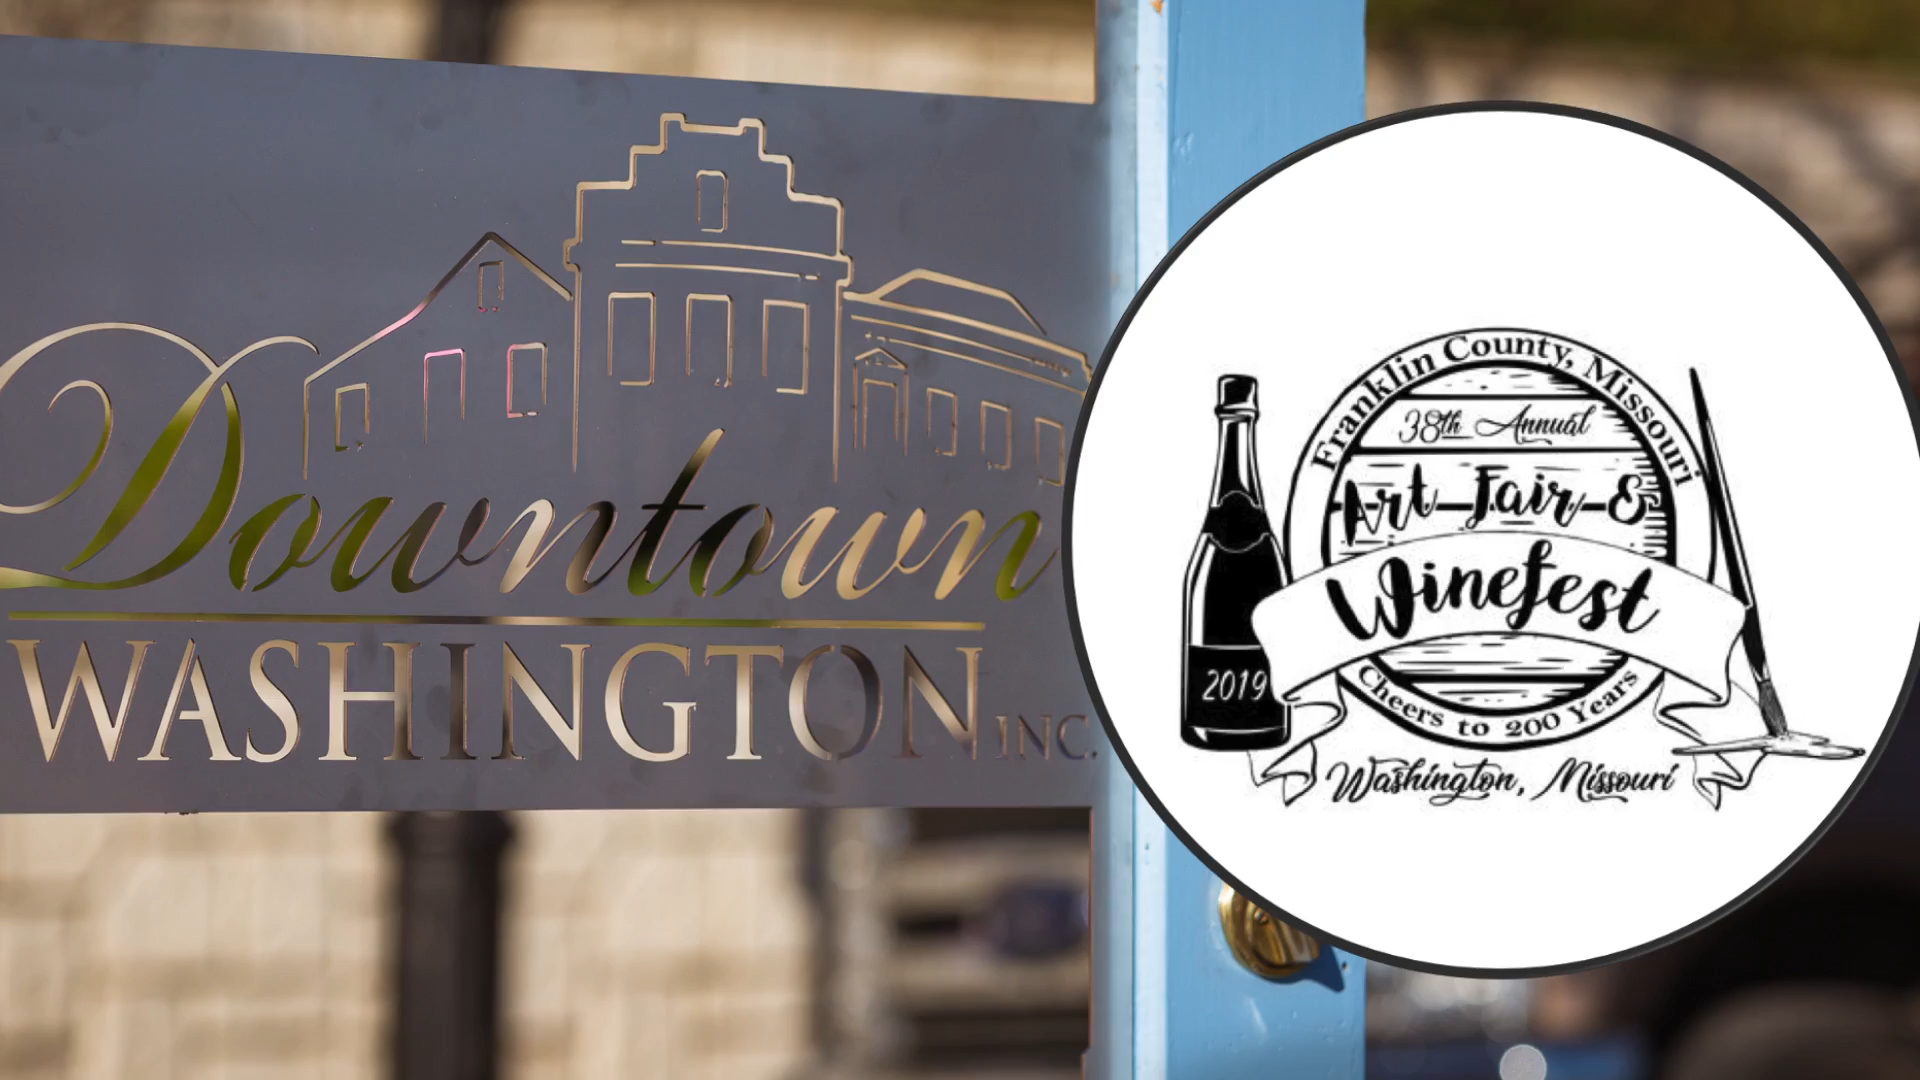 Downtown
WASHINGTON INC.
Franklin County, Missouri
38th Annual
Art Fair &
Winefest
2019
Cheers to 200 Years
Washington, Missouri